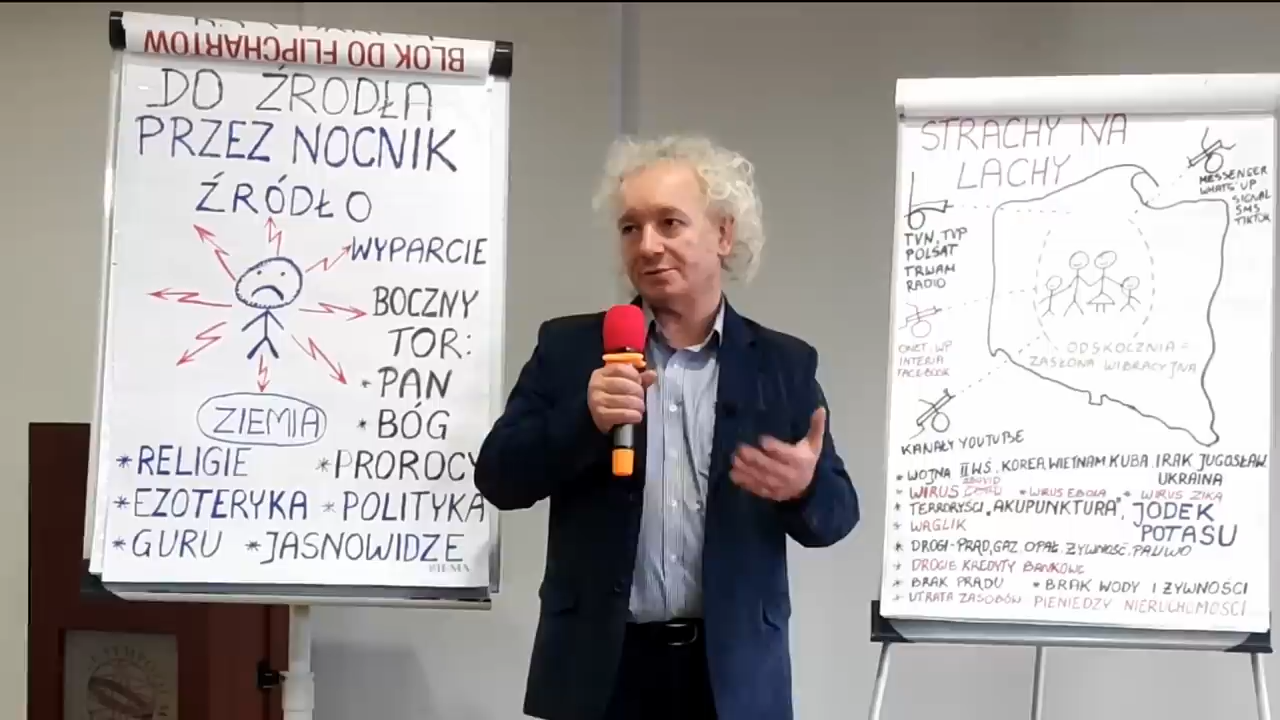 BLOK DO FLIPCHARTÓW
DO ŹRODŁA
PRZEZ NOCNIK
ŹRÓDŁO
WYPARCIE
BOCZNY
TOR:
* PAN
* BÓG
ZIEMIA
* RELIGIE * PROROCY
* EZOTERYKA * POLITYKA
* GURU * JASNOWIDZE
STRACHY NA
LACHY
MESSENGER
WHATS'UP
SIGNAL
SMS
TIKTOK
TVN, TVP
POLSAT
TRWAM
RADIO
ONET, WP
INTERIA
FACEBOOK
ODSKOCZNIA =
ZASŁONA WIBRACYJNA
KANAŁY YOUTUBE
* WOJNA II WŚ, KOREA, WIETNAM KUBA, IRAK JUGOSŁAW.
UKRAINA
* WIRUS * WIRUS EBOLA * WIRUS ZIKA
* TERRORYŚCI, "AKUPUNKTURA", JODEK
POTASU
* WĄGLIK
* DROGI - PRĄD, GAZ, OPAŁ, ŻYWNOŚĆ, PALIWO
* DROGIE KREDYTY BANKOWE
* BRAK PRĄDU * BRAK WODY I ŻYWNOŚCI
* UTRATA ZASOBÓW PIENIĘDZY NIERUCHOMOŚCI